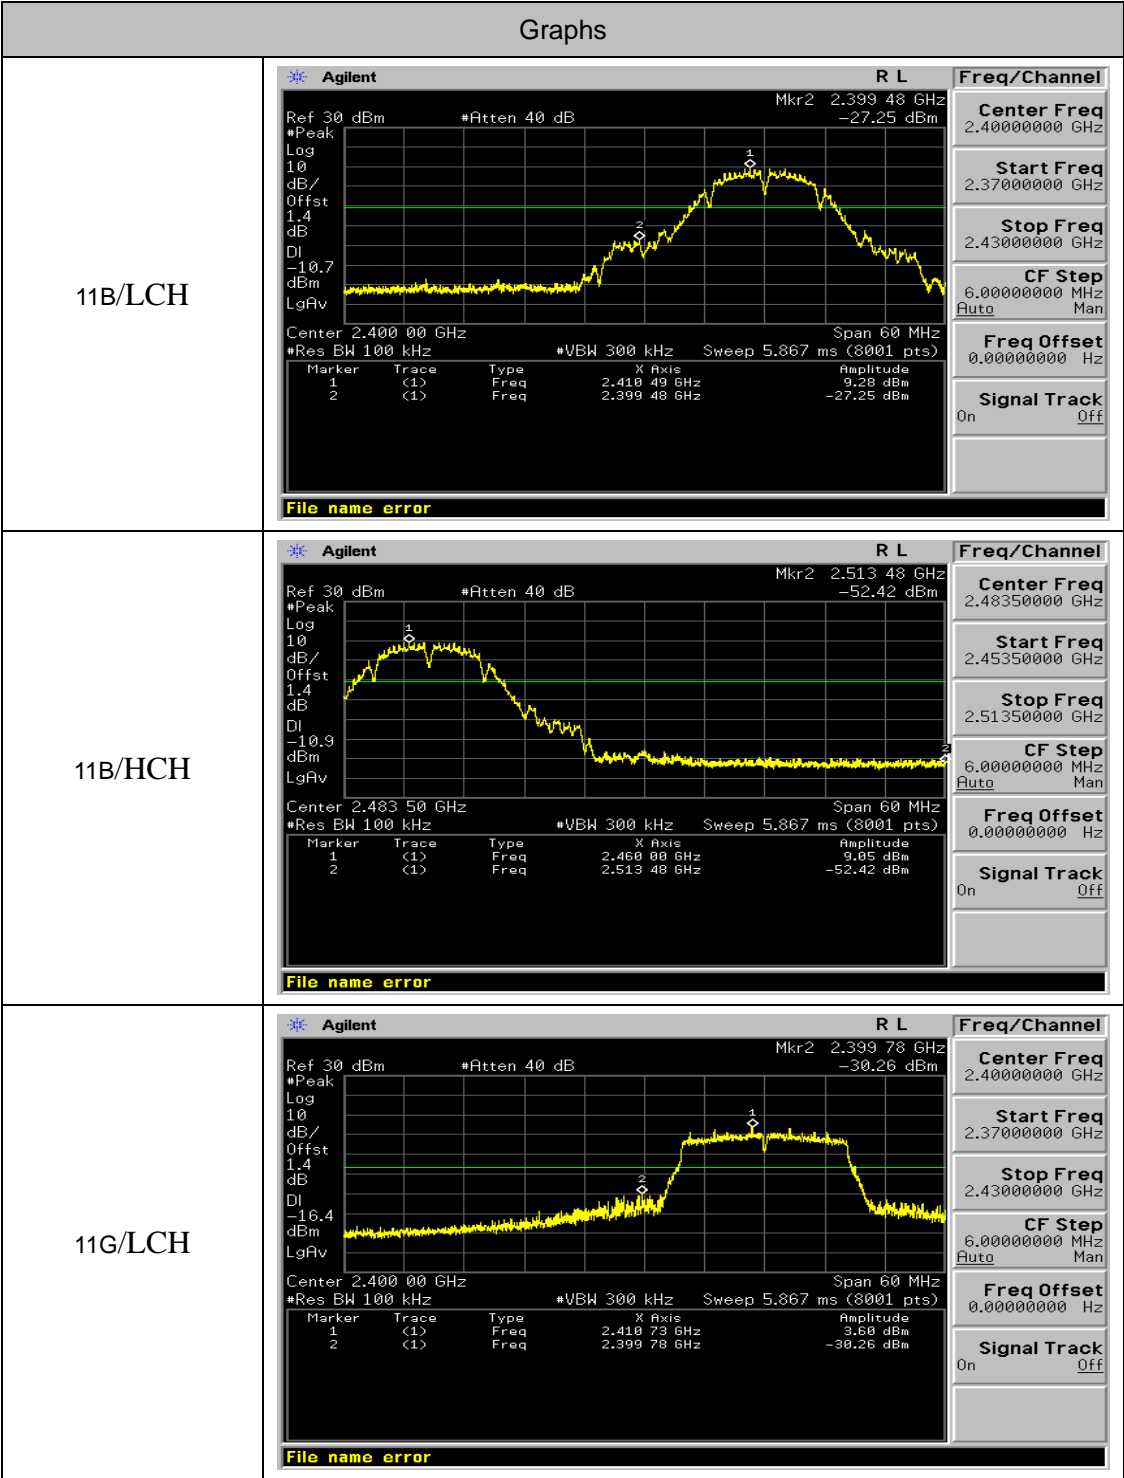 Graphs
11B/LCH
Agilent R L Freq/Channel
Mkr2 2.399 48 GHz
Ref 30 dBm #Atten 40 dB -27.25 dBm
#Peak
Log
10
dB/
Offst
1.4
dB
DI
-10.7
dBm
LgAv
1
2
Center 2.400 00 GHz Span 60 MHz
#Res BW 100 kHz #VBW 300 kHz Sweep 5.867 ms (8001 pts)
Marker Trace Type X Axis Amplitude
1 (1) Freq 2.410 49 GHz 9.28 dBm
2 (1) Freq 2.399 48 GHz -27.25 dBm
File name error
Center Freq
2.40000000 GHz
Start Freq
2.37000000 GHz
Stop Freq
2.43000000 GHz
CF Step
6.00000000 MHz
Auto Man
Freq Offset
0.00000000 Hz
Signal Track
On Off
11B/HCH
Agilent R L Freq/Channel
Mkr2 2.513 48 GHz
Ref 30 dBm #Atten 40 dB -52.42 dBm
#Peak
Log
10
dB/
Offst
1.4
dB
DI
-10.9
dBm
LgAv
1
2
Center 2.483 50 GHz Span 60 MHz
#Res BW 100 kHz #VBW 300 kHz Sweep 5.867 ms (8001 pts)
Marker Trace Type X Axis Amplitude
1 (1) Freq 2.460 00 GHz 9.05 dBm
2 (1) Freq 2.513 48 GHz -52.42 dBm
File name error
Center Freq
2.48350000 GHz
Start Freq
2.45350000 GHz
Stop Freq
2.51350000 GHz
CF Step
6.00000000 MHz
Auto Man
Freq Offset
0.00000000 Hz
Signal Track
On Off
11G/LCH
Agilent R L Freq/Channel
Mkr2 2.399 78 GHz
Ref 30 dBm #Atten 40 dB -30.26 dBm
#Peak
Log
10
dB/
Offst
1.4
dB
DI
-16.4
dBm
LgAv
1
2
Center 2.400 00 GHz Span 60 MHz
#Res BW 100 kHz #VBW 300 kHz Sweep 5.867 ms (8001 pts)
Marker Trace Type X Axis Amplitude
1 (1) Freq 2.410 73 GHz 3.60 dBm
2 (1) Freq 2.399 78 GHz -30.26 dBm
File name error
Center Freq
2.40000000 GHz
Start Freq
2.37000000 GHz
Stop Freq
2.43000000 GHz
CF Step
6.00000000 MHz
Auto Man
Freq Offset
0.00000000 Hz
Signal Track
On Off